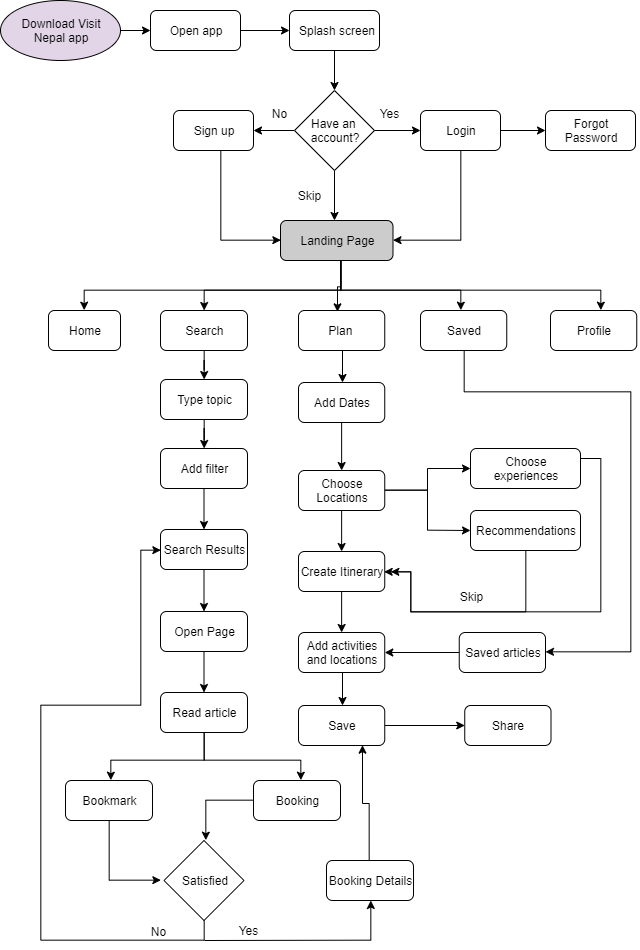 Download Visit
Nepal app
Open app
Splash screen
No
Yes
Sign up
Have an
account?
Login
Forgot
Password
Skip
Landing Page
Home
Search
Plan
Saved
Profile
Type topic
Add Dates
Add filter
Choose
Locations
Choose
experiences
Recommendations
Search Results
Create Itinerary
Skip
Open Page
Add activities
and locations
Saved articles
Read article
Save
Share
Bookmark
Booking
Satisfied
Booking Details
No
Yes